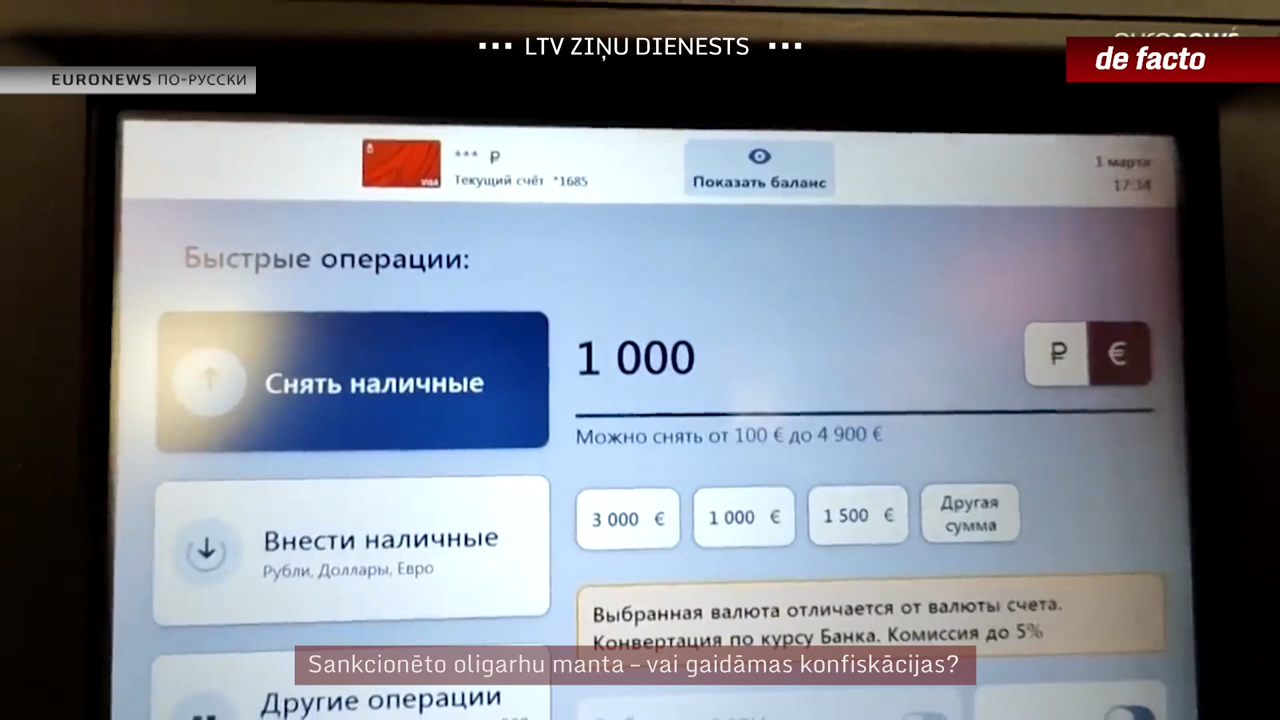 LTV ZIŅU DIENESTS
euronews
de facto
EURONEWS ПО-РУССКИ
*** ₽
Текущий счёт *1685
VISA
Показать баланс
1 марта
17:34
Быстрые операции:
Снять наличные
1 000
₽ €
Можно снять от 100 € до 4 900 €
3 000 €
1 000 €
1 500 €
Другая
сумма
Внести наличные
Рубли, Доллары, Евро
Выбранная валюта отличается от валюты счета.
Конвертация по курсу Банка. Комиссия до 5%
Sankcionēto oligarhu manta – vai gaidāmas konfiskācijas?
Другие операции